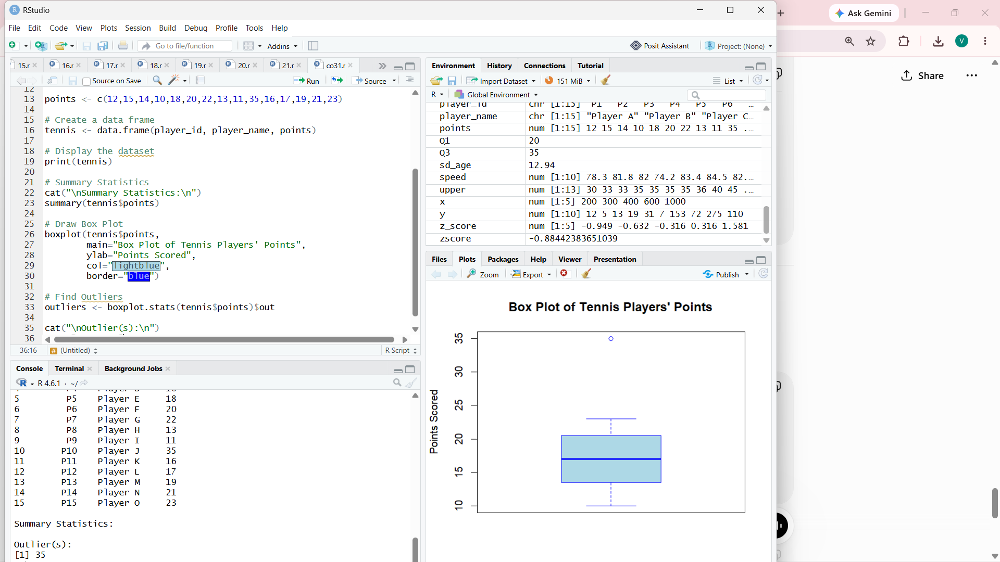 RStudio
File Edit Code View Plots Session Build Debug Profile Tools Help
Go to file/function
Addins
Posit Assistant
Project: (None)
15.r
16.r
17.r
18.r
19.r
20.r
21.r
co31.r
Source on Save
Run
Source
12
13 points <- c(12,15,14,10,18,20,22,13,11,35,16,17,19,21,23)
14
15 # Create a data frame
16 tennis <- data.frame(player_id, player_name, points)
17
18 # Display the dataset
19 print(tennis)
20
21 # Summary Statistics
22 cat("\nSummary Statistics:\n")
23 summary(tennis$points)
24
25 # Draw Box Plot
26 boxplot(tennis$points,
27 main="Box Plot of Tennis Players' Points",
28 ylab="Points Scored",
29 col="lightblue",
30 border="blue")
31
32 # Find Outliers
33 outliers <- boxplot.stats(tennis$points)$out
34
35 cat("\nOutlier(s):\n")
36
36:16
# (Untitled)
R Script
Console Terminal Background Jobs
R 4.6.1 · ~/
5 P5 Player E 18
6 P6 Player F 20
7 P7 Player G 22
8 P8 Player H 13
9 P9 Player I 11
10 P10 Player J 35
11 P11 Player K 16
12 P12 Player L 17
13 P13 Player M 19
14 P14 Player N 21
15 P15 Player O 23
Summary Statistics:
Outlier(s):
[1] 35
Environment History Connections Tutorial
Import Dataset
151 MiB
List
R
Global Environment
player_id chr [1:15] "P1" "P2" "P3" "P4" "P5" "P6" ...
player_name chr [1:15] "Player A" "Player B" "Player C…
points num [1:15] 12 15 14 10 18 20 22 13 11 35 .…
Q1 20
Q3 35
sd_age 12.94
speed num [1:10] 78.3 81.8 82 74.2 83.4 84.5 82.…
upper num [1:13] 30 33 33 35 35 35 35 36 40 45 .…
x num [1:5] 200 300 400 600 1000
y num [1:10] 12 5 13 19 31 7 153 72 275 110
z_score num [1:5] -0.949 -0.632 -0.316 0.316 1.581
zscore -0.88442383651039
Files Plots Packages Help Viewer Presentation
Zoom
Export
Publish
Box Plot of Tennis Players' Points
Points Scored
35
30
25
20
15
10
Ask Gemini
V
Share